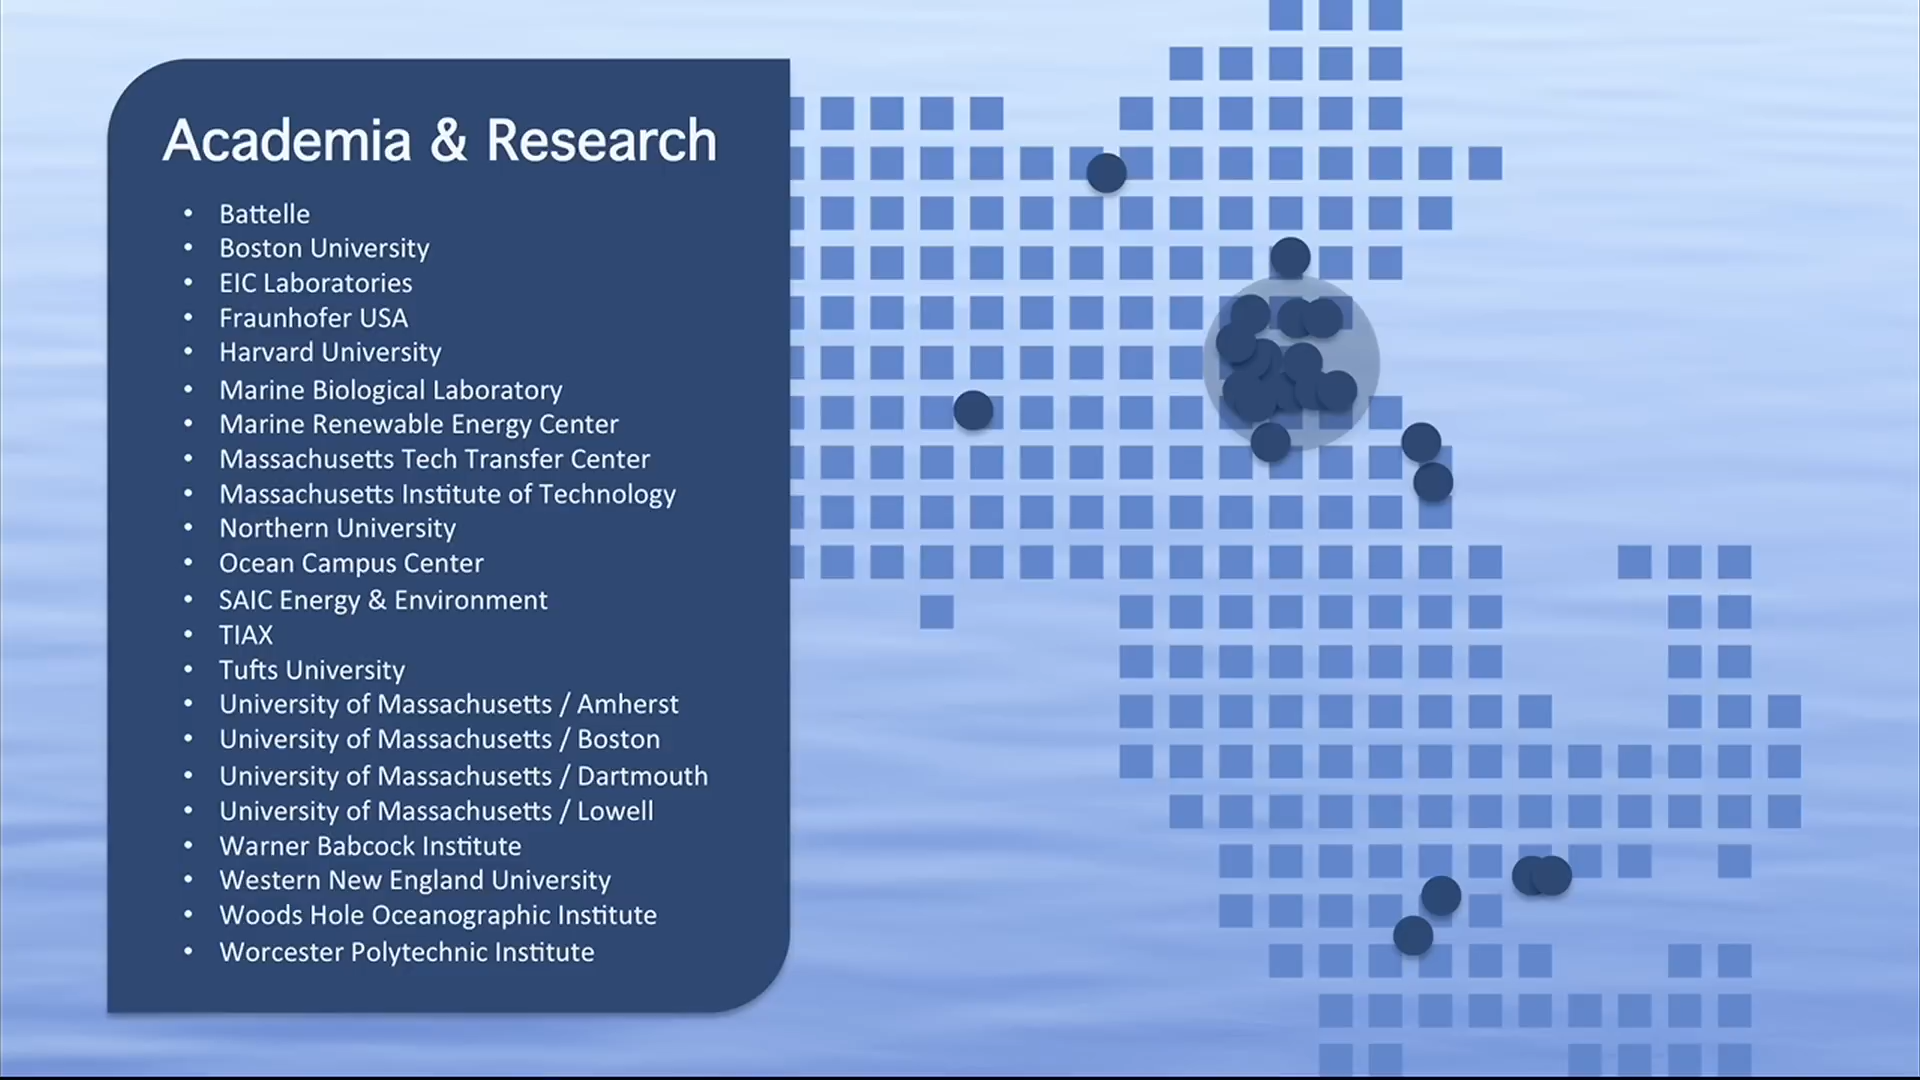 Academia & Research
• Battelle
• Boston University
• EIC Laboratories
• Fraunhofer USA
• Harvard University
• Marine Biological Laboratory
• Marine Renewable Energy Center
• Massachusetts Tech Transfer Center
• Massachusetts Institute of Technology
• Northern University
• Ocean Campus Center
• SAIC Energy & Environment
• TIAX
• Tufts University
• University of Massachusetts / Amherst
• University of Massachusetts / Boston
• University of Massachusetts / Dartmouth
• University of Massachusetts / Lowell
• Warner Babcock Institute
• Western New England University
• Woods Hole Oceanographic Institute
• Worcester Polytechnic Institute